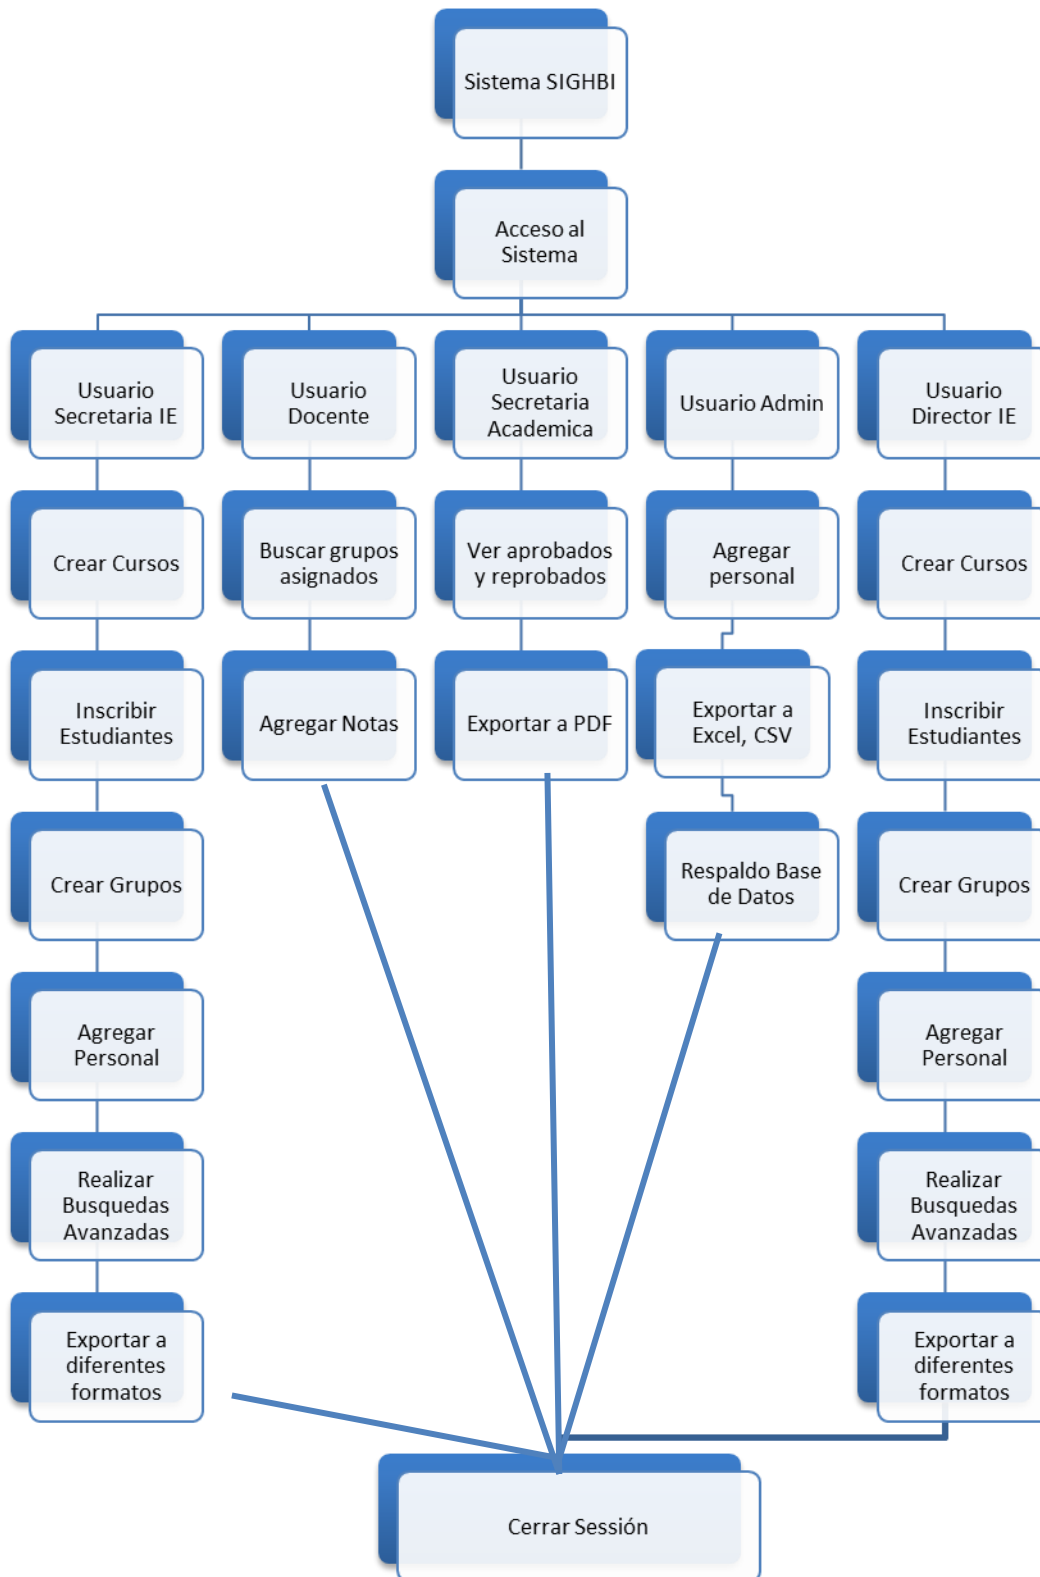 Sistema SIGHBI
Acceso al
Sistema
Usuario
Secretaria IE
Usuario
Docente
Usuario
Secretaria
Academica
Usuario Admin
Usuario
Director IE
Crear Cursos
Buscar grupos
asignados
Ver aprobados
y reprobados
Agregar
personal
Crear Cursos
Inscribir
Estudiantes
Agregar Notas
Exportar a PDF
Exportar a
Excel, CSV
Inscribir
Estudiantes
Crear Grupos
Respaldo Base
de Datos
Crear Grupos
Agregar
Personal
Agregar
Personal
Realizar
Busquedas
Avanzadas
Realizar
Busquedas
Avanzadas
Exportar a
diferentes
formatos
Exportar a
diferentes
formatos
Cerrar Sessión